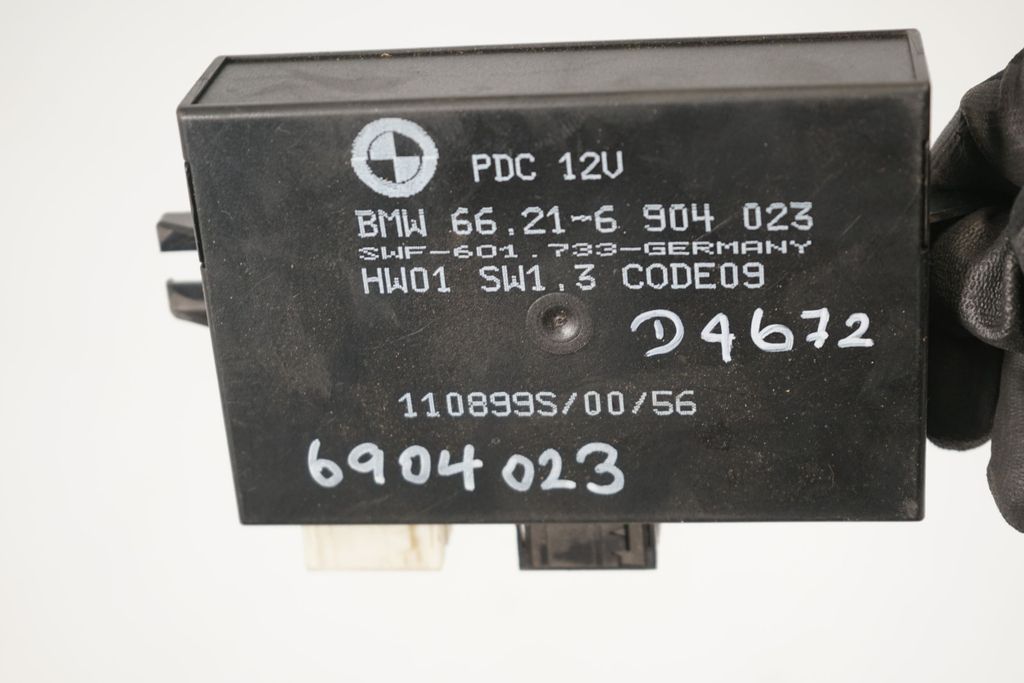 PDC 12V
BMW 66.21-6 904 023
SWF-601.733-GERMANY
HW01 SW1.3 CODE09
D4672
110899S/00/56
6904023